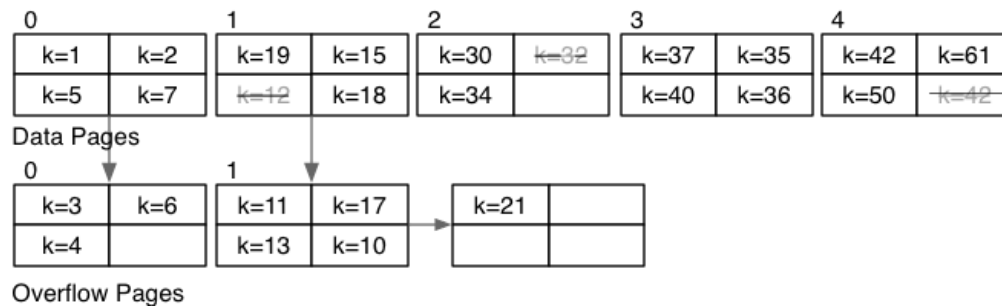 0 1 2 3 4
k=1 k=2 k=19 k=15 k=30 k=32 k=37 k=35 k=42 k=61
k=5 k=7 k=12 k=18 k=34 k=40 k=36 k=50 k=42
Data Pages
0 1
k=3 k=6 k=11 k=17 k=21
k=4 k=13 k=10
Overflow Pages